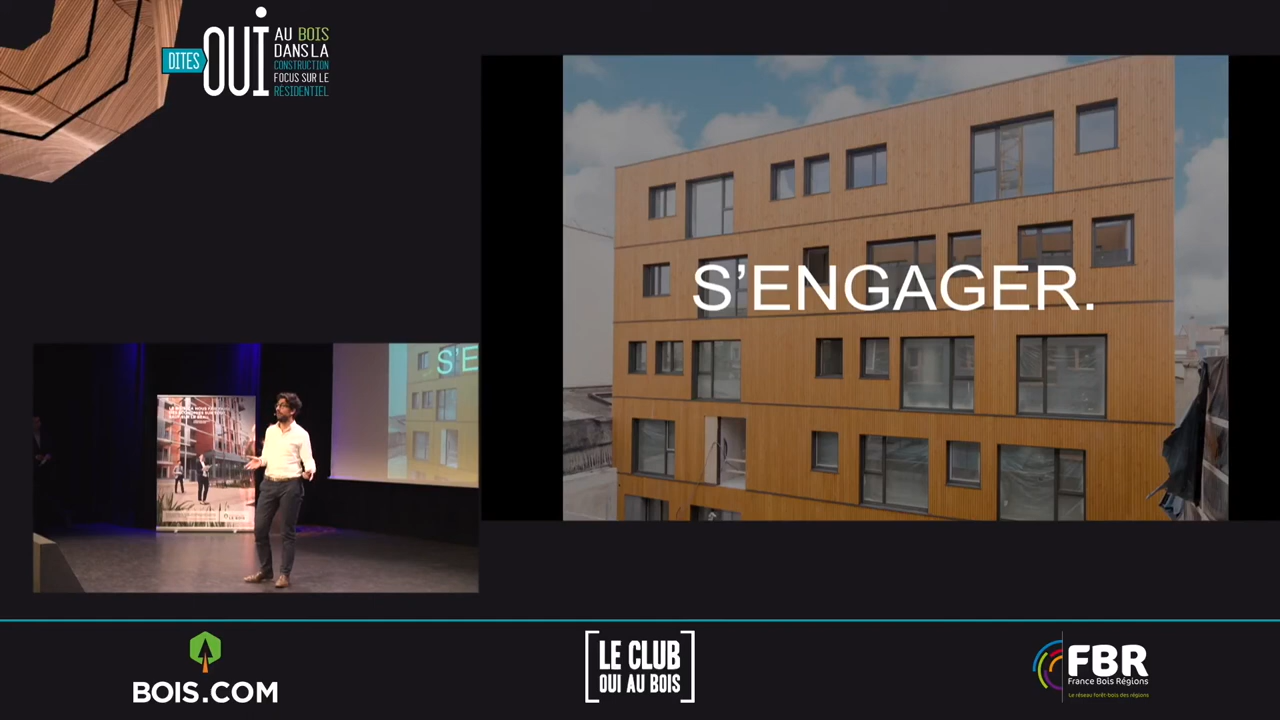 DITES
OUI
AU BOIS
DANS LA
CONSTRUCTION
FOCUS SUR LE
RÉSIDENTIEL
S'ENGAGER.
S'E
BOIS.COM
LE CLUB
OUI AU BOIS
FBR
France Bois Régions
Le réseau forêt-bois des régions